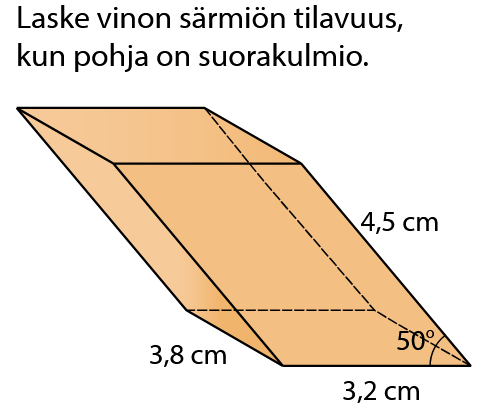 Laske vinon särmiön tilavuus,
kun pohja on suorakulmio.
4,5 cm
50°
3,8 cm
3,2 cm